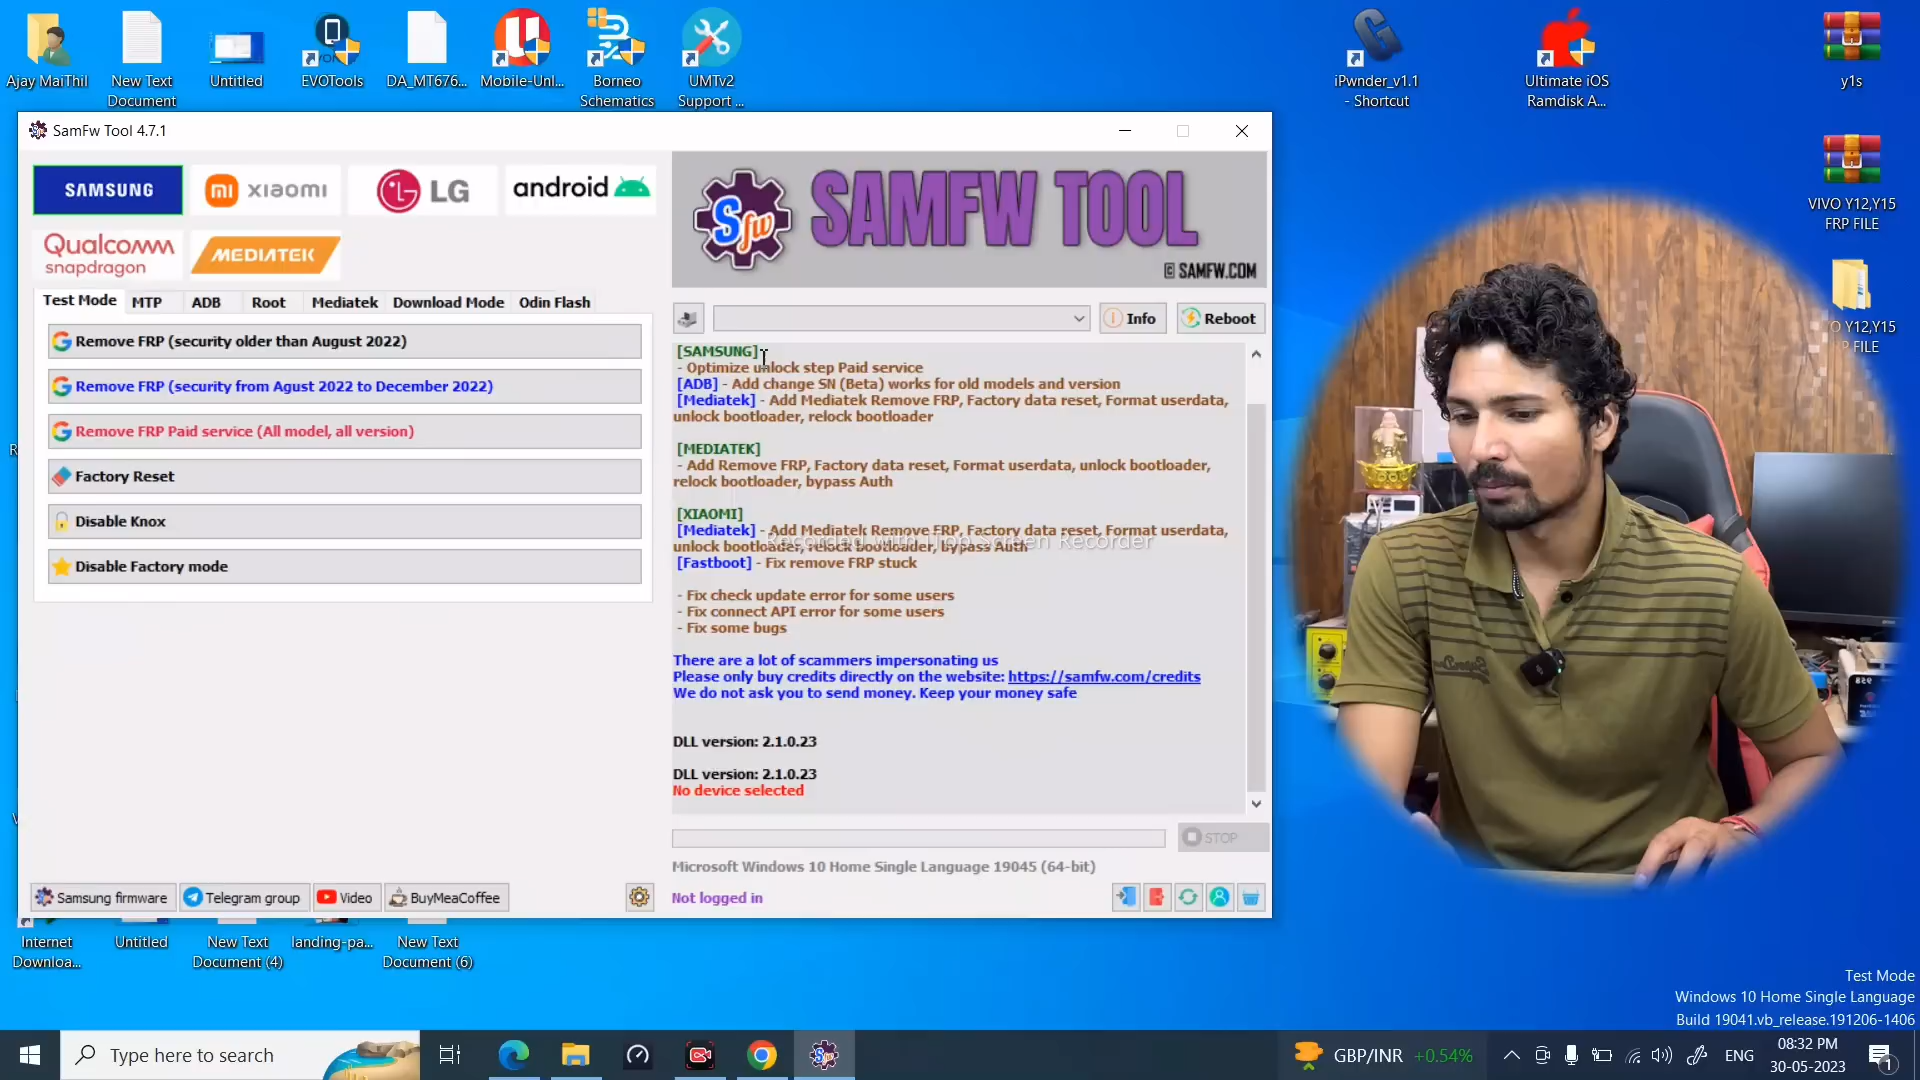 Ajay MaiThil
New Text
Document
Untitled
EVOTools
DA_MT676...
Mobile-Unl...
Borneo
Schematics
UMTv2
Support ...
iPwnder_v1.1
- Shortcut
Ultimate iOS
Ramdisk A...
y1s
VIVO Y12,Y15
FRP FILE
O Y12,Y15
FILE
SamFw Tool 4.7.1
SAMSUNG
xiaomi
LG
android
Qualcomm
snapdragon
MEDIATEK
Sfw
SAMFW TOOL
© SAMFW.COM
Test Mode
MTP
ADB
Root
Mediatek
Download Mode
Odin Flash
Info
Reboot
Remove FRP (security older than August 2022)
Remove FRP (security from Agust 2022 to December 2022)
Remove FRP Paid service (All model, all version)
Factory Reset
Disable Knox
Disable Factory mode
[SAMSUNG]
- Optimize unlock step Paid service
[ADB] - Add change SN (Beta) works for old models and version
[Mediatek] - Add Mediatek Remove FRP, Factory data reset, Format userdata,
unlock bootloader, relock bootloader
[MEDIATEK]
- Add Remove FRP, Factory data reset, Format userdata, unlock bootloader,
relock bootloader, bypass Auth
[XIAOMI]
[Mediatek] - Add Mediatek Remove FRP, Factory data reset, Format userdata,
unlock bootloader, relock bootloader, bypass Auth
Recorded with iTop Screen Recorder
[Fastboot] - Fix remove FRP stuck
- Fix check update error for some users
- Fix connect API error for some users
- Fix some bugs
There are a lot of scammers impersonating us
Please only buy credits directly on the website: https://samfw.com/credits
We do not ask you to send money. Keep your money safe
DLL version: 2.1.0.23
DLL version: 2.1.0.23
No device selected
STOP
Microsoft Windows 10 Home Single Language 19045 (64-bit)
Samsung firmware
Telegram group
Video
BuyMeaCoffee
Not logged in
Internet
Downloa...
Untitled
New Text
Document (4)
landing-pa...
New Text
Document (6)
Test Mode
Windows 10 Home Single Language
Build 19041.vb_release.191206-1406
Type here to search
GBP/INR +0.54%
ENG
08:32 PM
30-05-2023
1